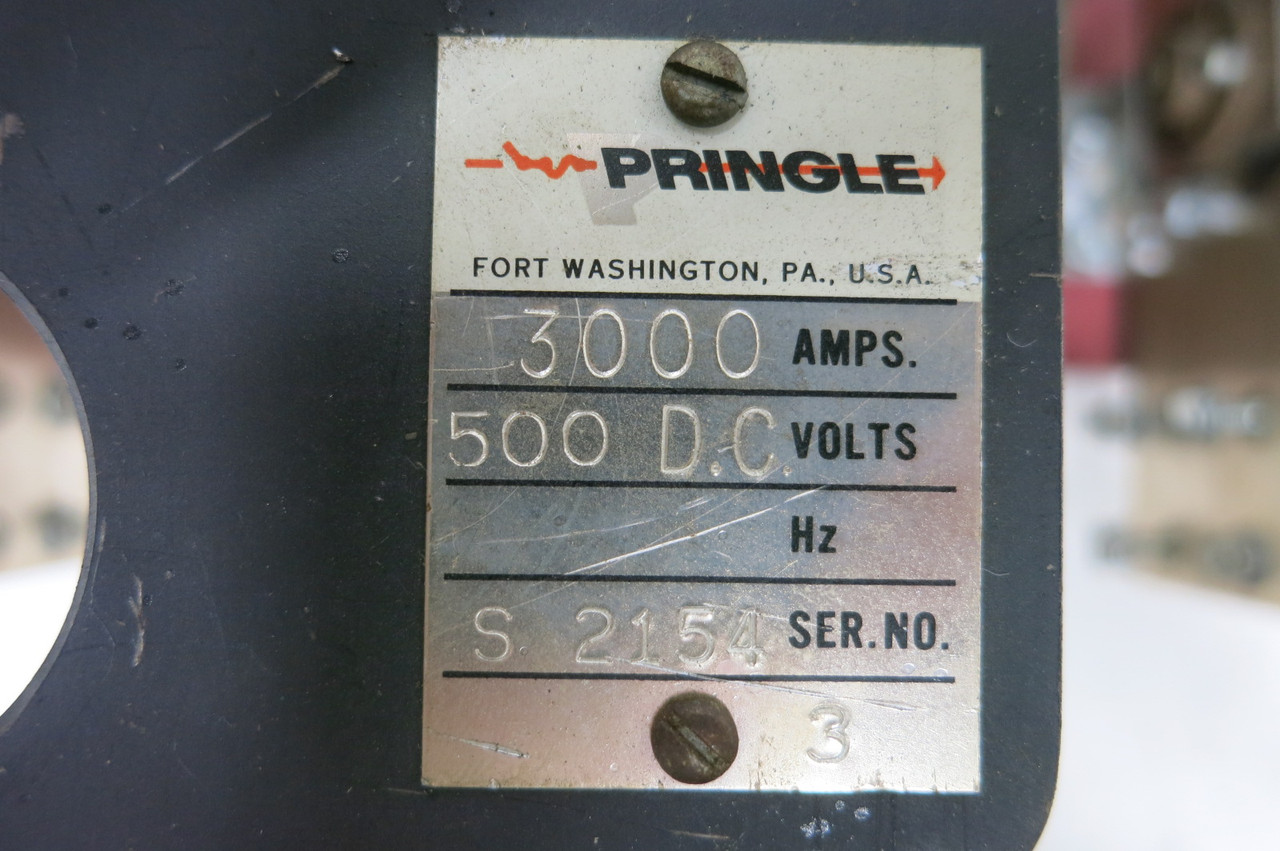 PRINGLE
FORT WASHINGTON, PA., U.S.A.
3000 AMPS.
500 D.C. VOLTS
Hz
S 2154 SER.NO.
3